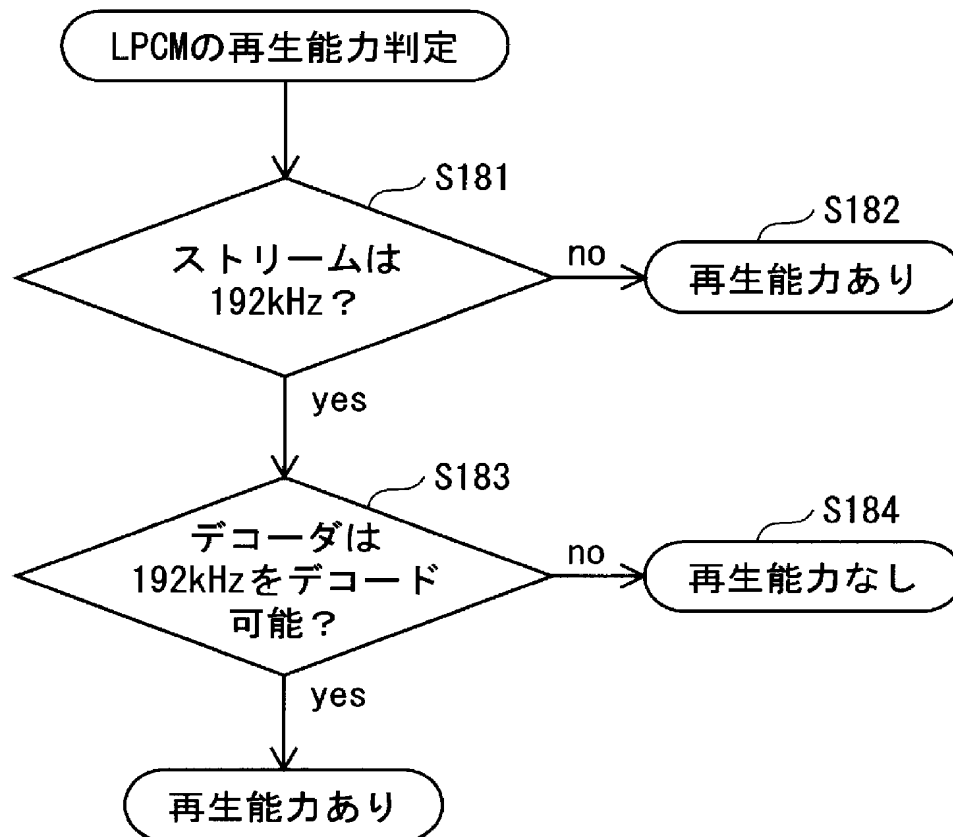 LPCMの再生能力判定
S181
ストリームは
192kHz？
no
S182
再生能力あり
yes
S183
デコーダは
192kHzをデコード
可能？
no
S184
再生能力なし
yes
再生能力あり